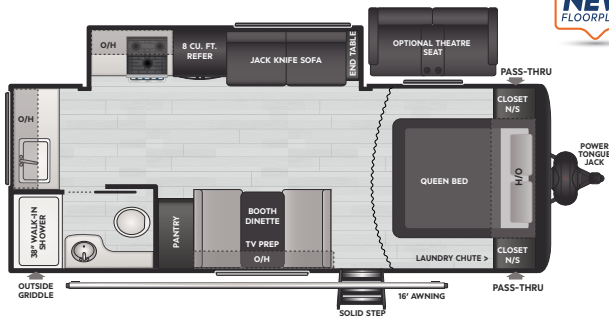 NEW
FLOORPL
O/H
8 CU. FT.
REFER
JACK KNIFE SOFA
END TABLE
OPTIONAL THEATRE
SEAT
PASS-THRU
CLOSET
N/S
O/H
QUEEN BED
O/H
POWER
TONGUE
JACK
38" WALK-IN
SHOWER
PANTRY
BOOTH
DINETTE
TV PREP
O/H
LAUNDRY CHUTE >
CLOSET
N/S
OUTSIDE
GRIDDLE
16' AWNING
PASS-THRU
SOLID STEP